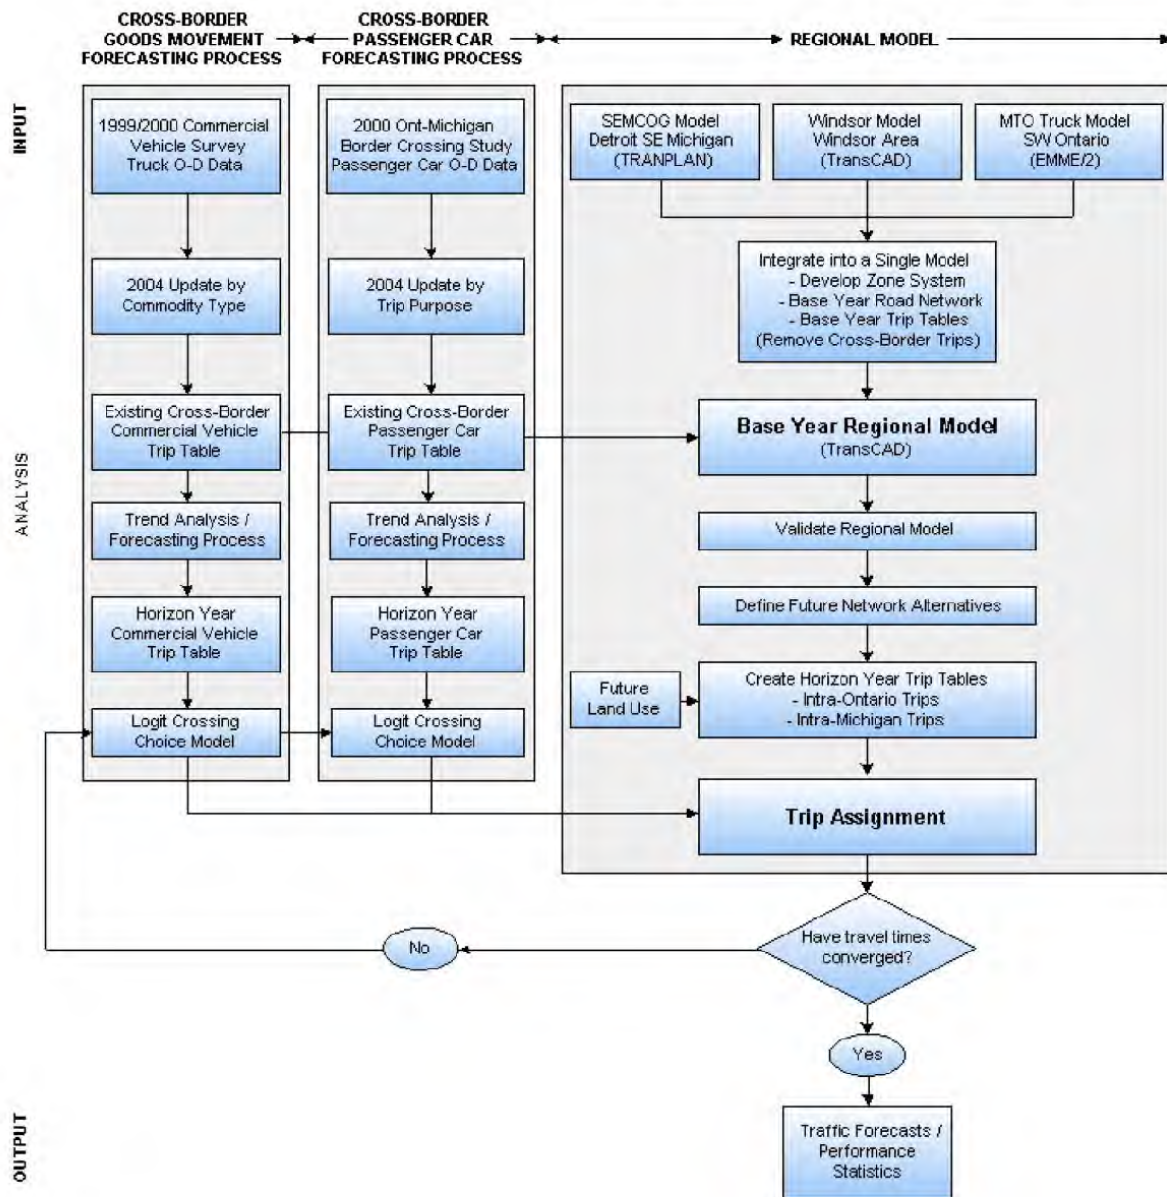 CROSS-BORDER
GOODS MOVEMENT
FORECASTING PROCESS
CROSS-BORDER
PASSENGER CAR
FORECASTING PROCESS
REGIONAL MODEL
INPUT
1999/2000 Commercial
Vehicle Survey
Truck O-D Data
2000 Ont-Michigan
Border Crossing Study
Passenger Car O-D Data
SEMCOG Model
Detroit SE Michigan
(TRANPLAN)
Windsor Model
Windsor Area
(TransCAD)
MTO Truck Model
SW Ontario
(EMME/2)
Integrate into a Single Model
- Develop Zone System
- Base Year Road Network
- Base Year Trip Tables
(Remove Cross-Border Trips)
2004 Update by
Commodity Type
2004 Update by
Trip Purpose
ANALYSIS
Existing Cross-Border
Commercial Vehicle
Trip Table
Existing Cross-Border
Passenger Car
Trip Table
Base Year Regional Model
(TransCAD)
Trend Analysis /
Forecasting Process
Trend Analysis /
Forecasting Process
Validate Regional Model
Define Future Network Alternatives
Horizon Year
Commercial Vehicle
Trip Table
Horizon Year
Passenger Car
Trip Table
Future
Land Use
Create Horizon Year Trip Tables
- Intra-Ontario Trips
- Intra-Michigan Trips
Logit Crossing
Choice Model
Logit Crossing
Choice Model
Trip Assignment
Have travel times
converged?
No
Yes
OUTPUT
Traffic Forecasts /
Performance
Statistics